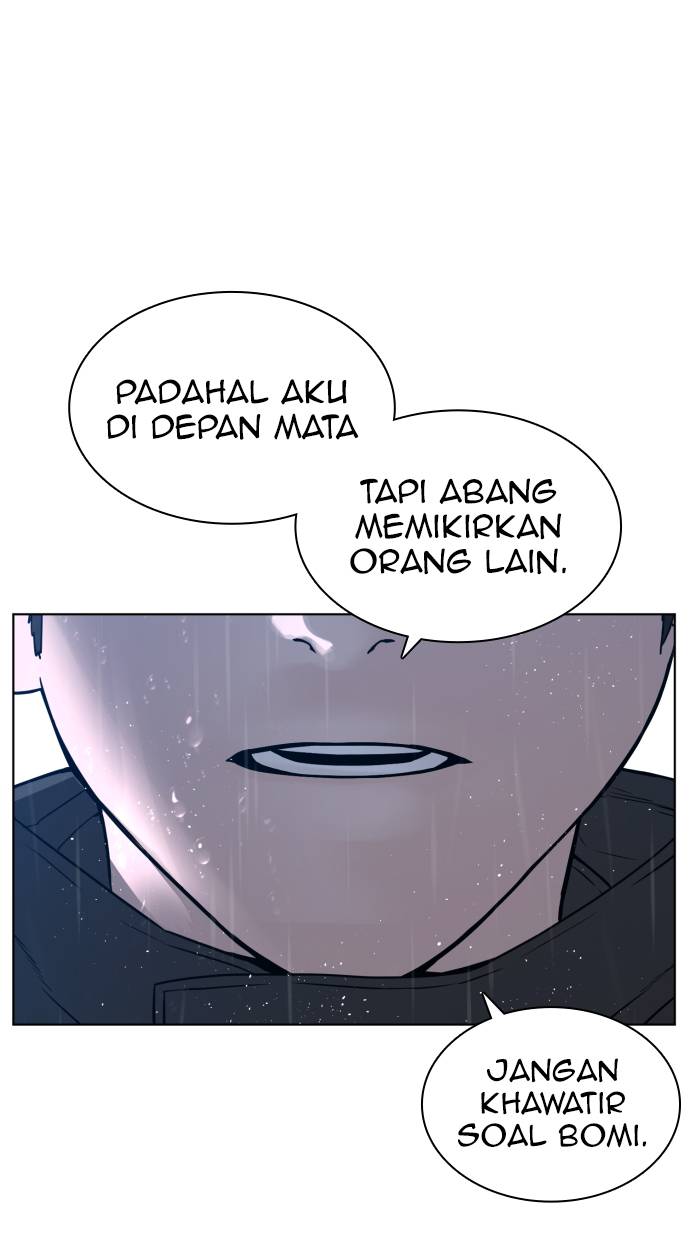 PADAHAL AKU
DI DEPAN MATA
TAPI ABANG
MEMIKIRKAN
ORANG LAIN.
JANGAN
KHAWATIR
SOAL BOMI.